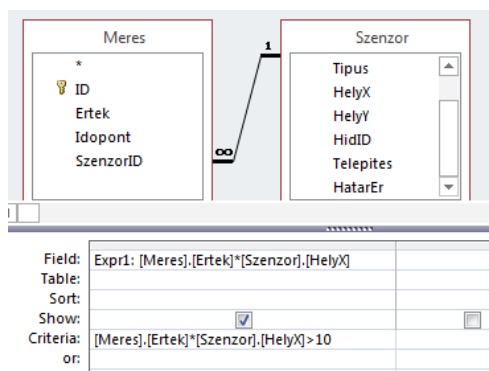 Meres
*
ID
Ertek
Idopont
SzenzorID
1
∞
Szenzor
Tipus
HelyX
HelyY
HidID
Telepites
HatarEr
Field: Expr1: [Meres].[Ertek]*[Szenzor].[HelyX]
Table:
Sort:
Show:
Criteria: [Meres].[Ertek]*[Szenzor].[HelyX]>10
or: